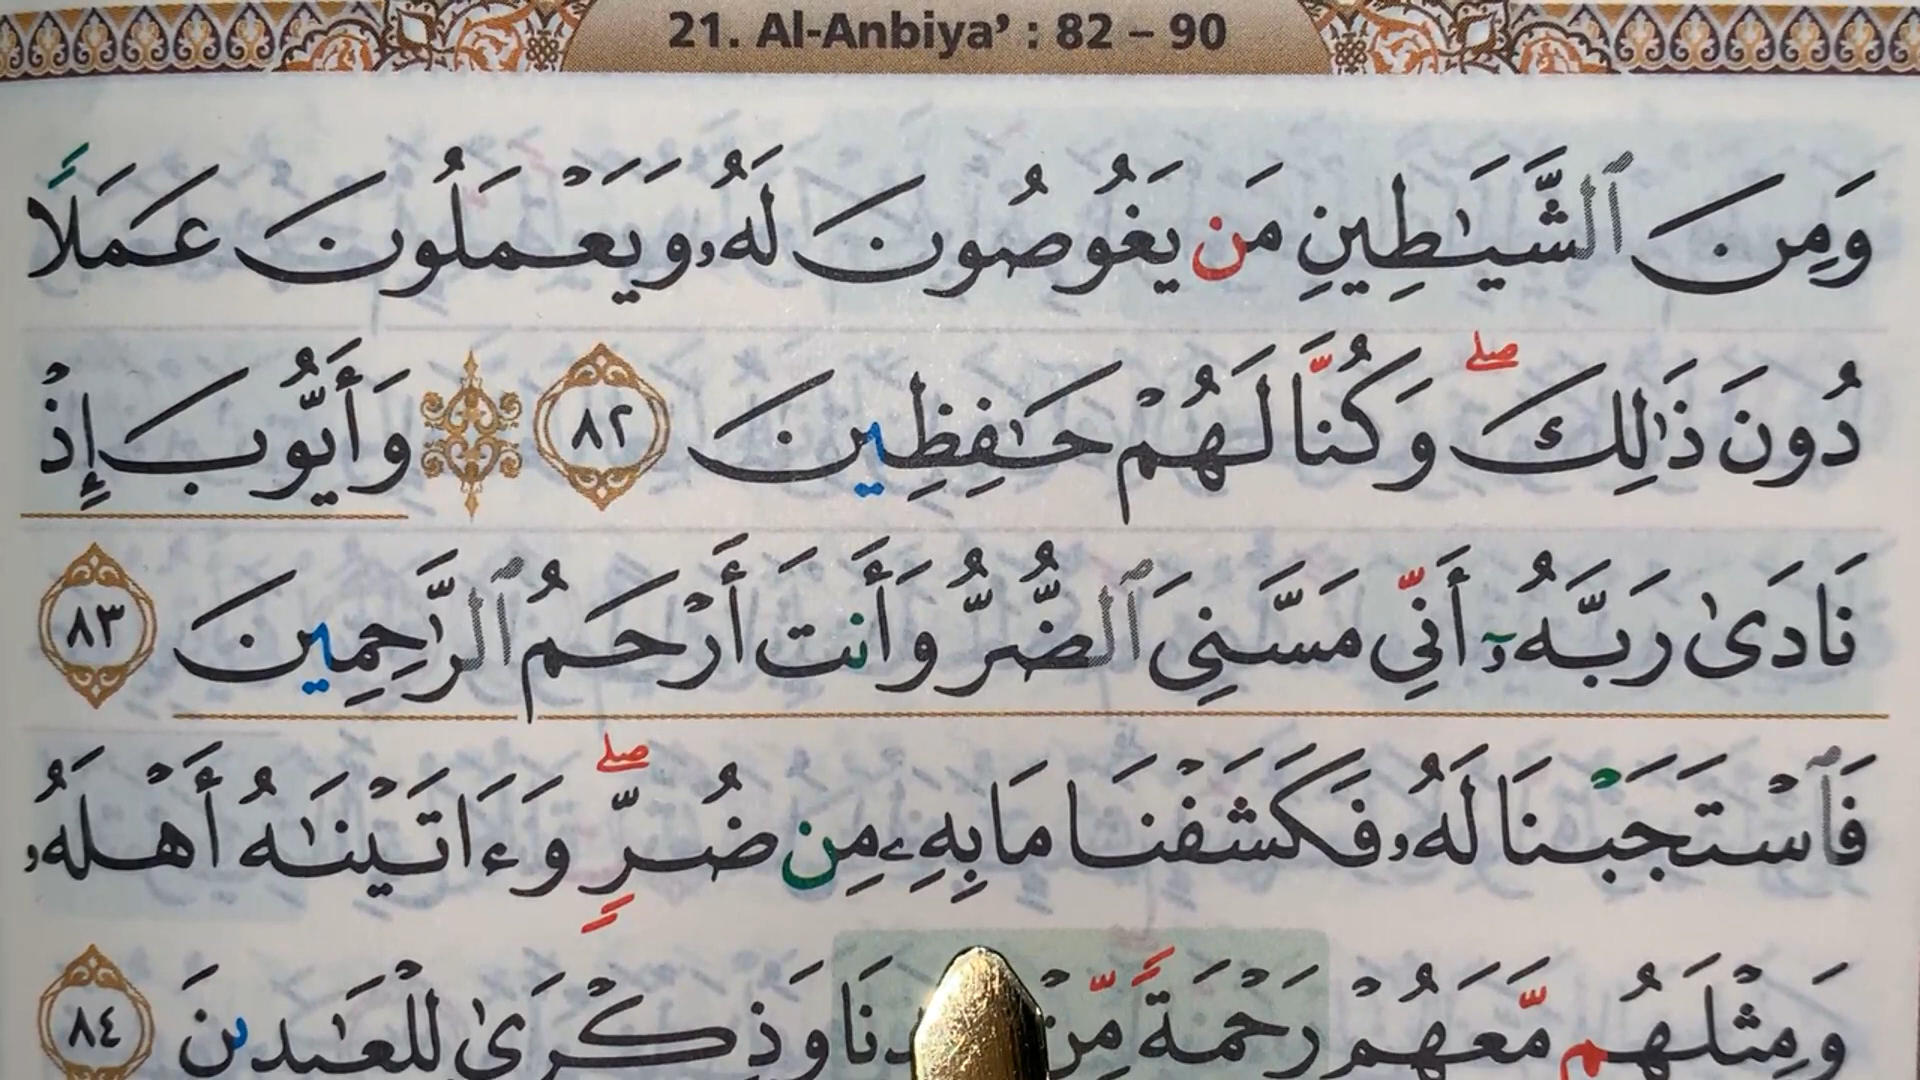 21. Al-Anbiya’ : 82 – 90
وَمِنَ ٱلشَّيَـٰطِينِ مَن يَغُوصُونَ لَهُۥ وَيَعْمَلُونَ عَمَلًا
دُونَ ذَٰلِكَ ۖ وَكُنَّا لَهُمْ حَـٰفِظِينَ ٨٢ ۞ وَأَيُّوبَ إِذْ
نَادَىٰ رَبَّهُۥٓ أَنِّى مَسَّنِىَ ٱلضُّرُّ وَأَنتَ أَرْحَمُ ٱلرَّٰحِمِينَ ٨٣
فَٱسْتَجَبْنَا لَهُۥ فَكَشَفْنَا مَا بِهِۦ مِن ضُرٍّ ۖ وَءَاتَيْنَـٰهُ أَهْلَهُۥ
وَمِثْلَهُم مَّعَهُمْ رَحْمَةً مِّنْ وَذِكْرَىٰ لِلْعَـٰبِدِينَ ٨٤